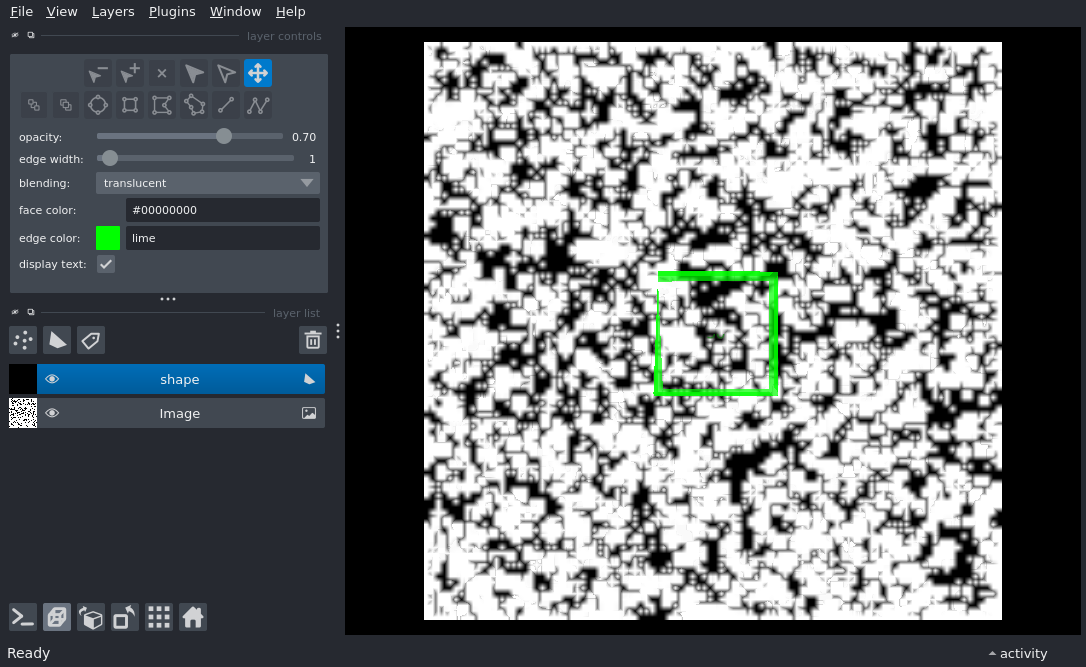 File View Layers Plugins Window Help
layer controls
opacity: 0.70
edge width: 1
blending: translucent
face color: #00000000
edge color: lime
display text:
layer list
shape
Image
Ready
activity